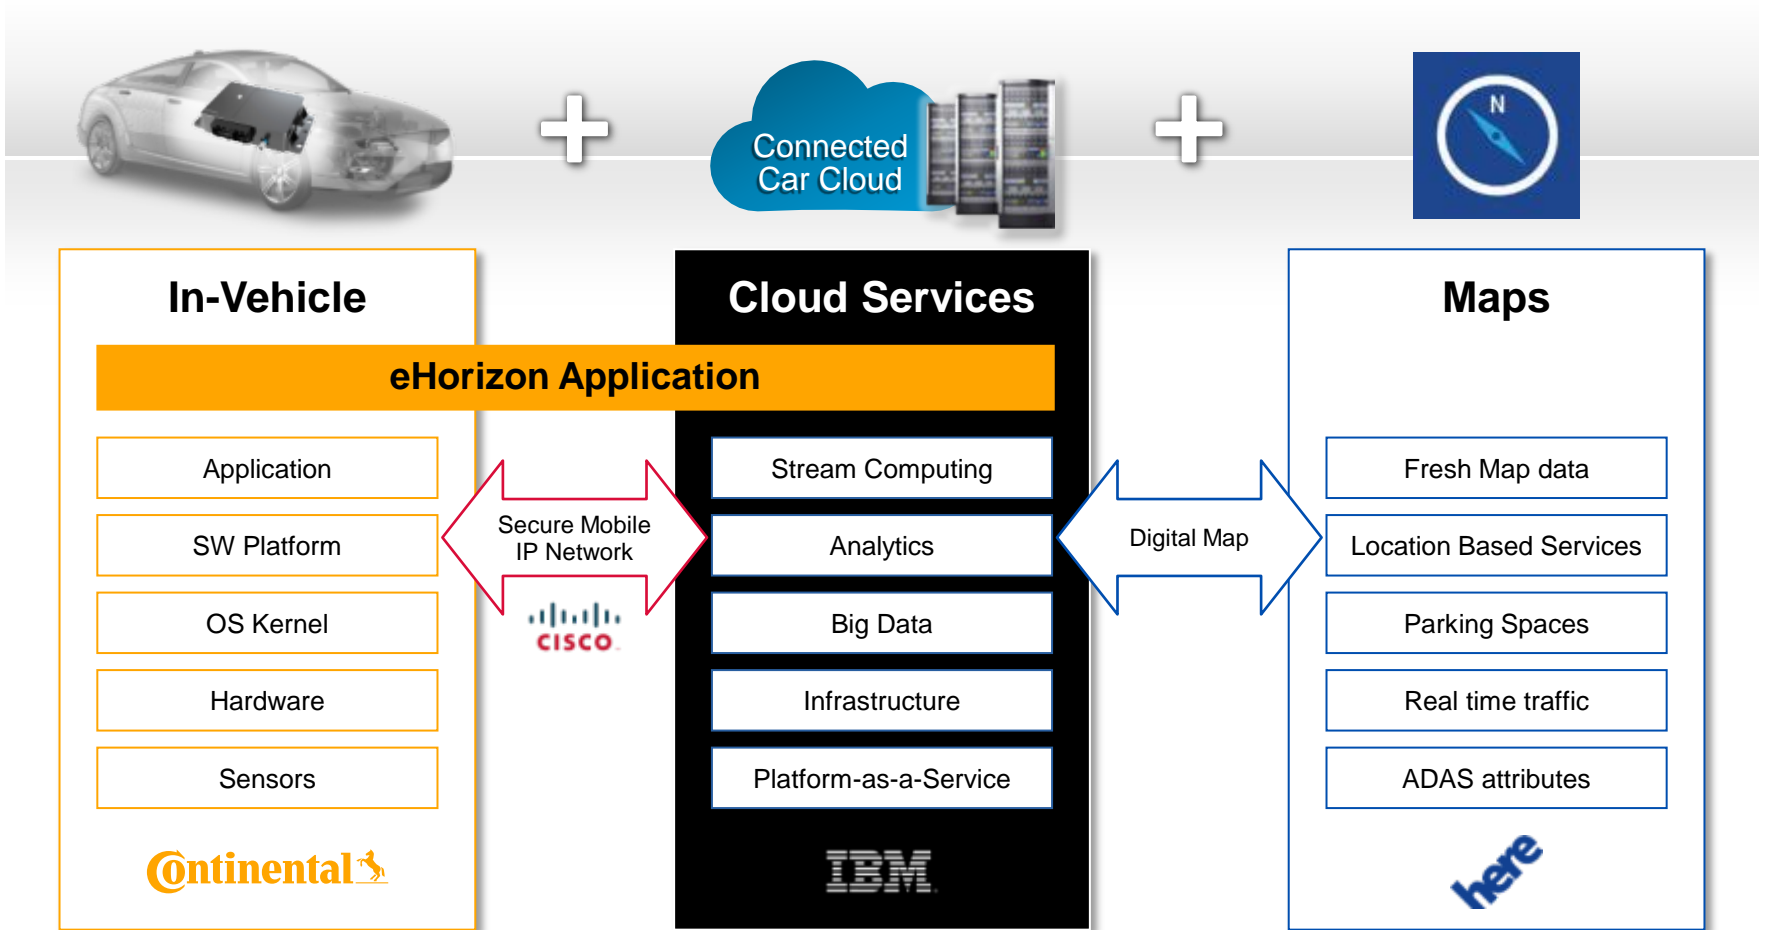 N
Connected
Car Cloud
In-Vehicle
Cloud Services
Maps
eHorizon Application
Application
SW Platform
OS Kernel
Hardware
Sensors
Continental
Secure Mobile
IP Network
CISCO
Stream Computing
Analytics
Big Data
Infrastructure
Platform-as-a-Service
IBM
Digital Map
Fresh Map data
Location Based Services
Parking Spaces
Real time traffic
ADAS attributes
here